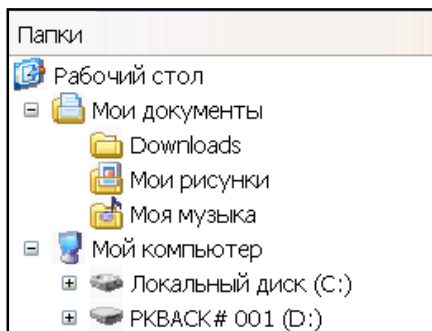 Папки
Рабочий стол
Мои документы
Downloads
Мои рисунки
Моя музыка
Мой компьютер
Локальный диск (C:)
PKBACK# 001 (D:)